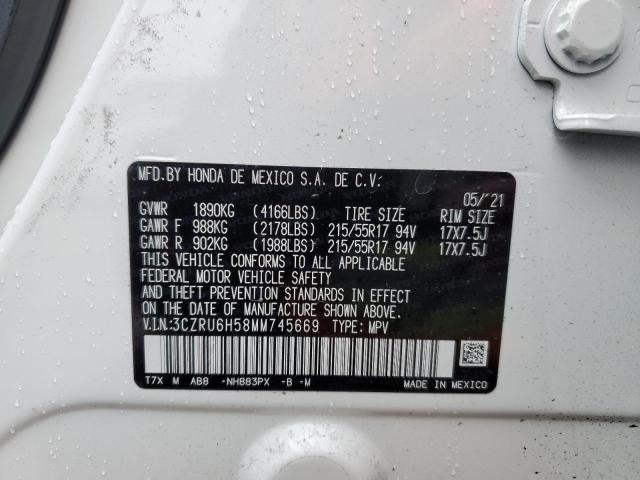 MFD.BY HONDA DE MEXICO S.A. DE C.V.
05/'21
GVWR 1890KG (4166LBS) TIRE SIZE RIM SIZE
GAWR F 988KG (2178LBS) 215/55R17 94V 17X7.5J
GAWR R 902KG (1988LBS) 215/55R17 94V 17X7.5J
THIS VEHICLE CONFORMS TO ALL APPLICABLE
FEDERAL MOTOR VEHICLE SAFETY
AND THEFT PREVENTION STANDARDS IN EFFECT
ON THE DATE OF MANUFACTURE SHOWN ABOVE.
V.I.N.:3CZRU6H58MM745669 TYPE: MPV
T7X M AB8 -NH883PX -B -M
MADE IN MEXICO